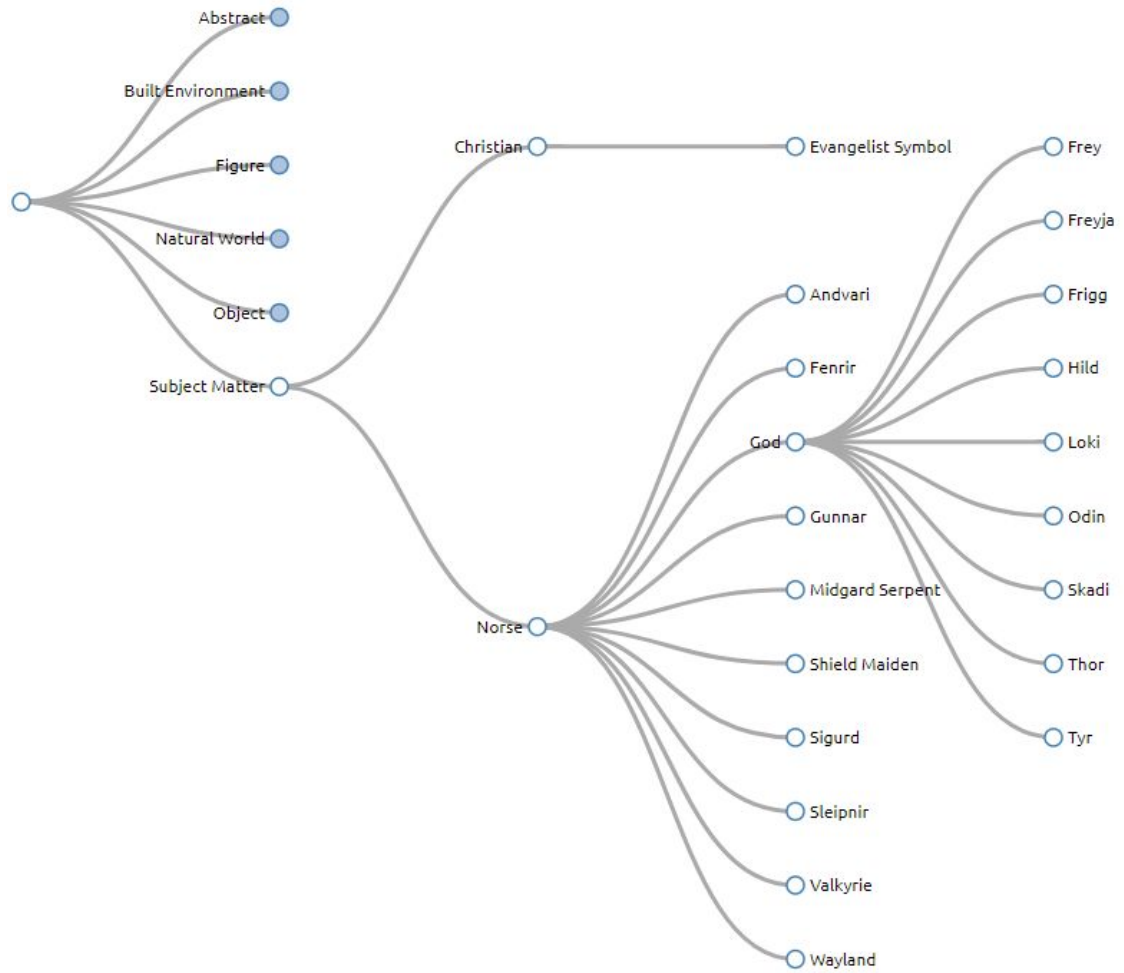 Abstract
Built Environment
Figure
Natural World
Object
Subject Matter
Christian
Norse
Evangelist Symbol
Andvari
Fenrir
God
Gunnar
Midgard Serpent
Shield Maiden
Sigurd
Sleipnir
Valkyrie
Wayland
Frey
Freyja
Frigg
Hild
Loki
Odin
Skadi
Thor
Tyr